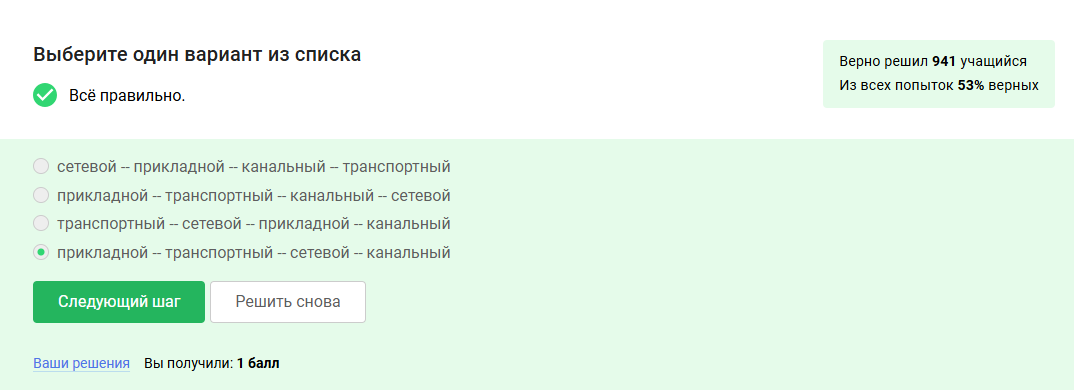 Выберите один вариант из списка
Всё правильно.
Верно решил 941 учащийся
Из всех попыток 53% верных
сетевой -- прикладной -- канальный -- транспортный
прикладной -- транспортный -- канальный -- сетевой
транспортный -- сетевой -- прикладной -- канальный
прикладной -- транспортный -- сетевой -- канальный
Следующий шаг
Решить снова
Ваши решения Вы получили: 1 балл